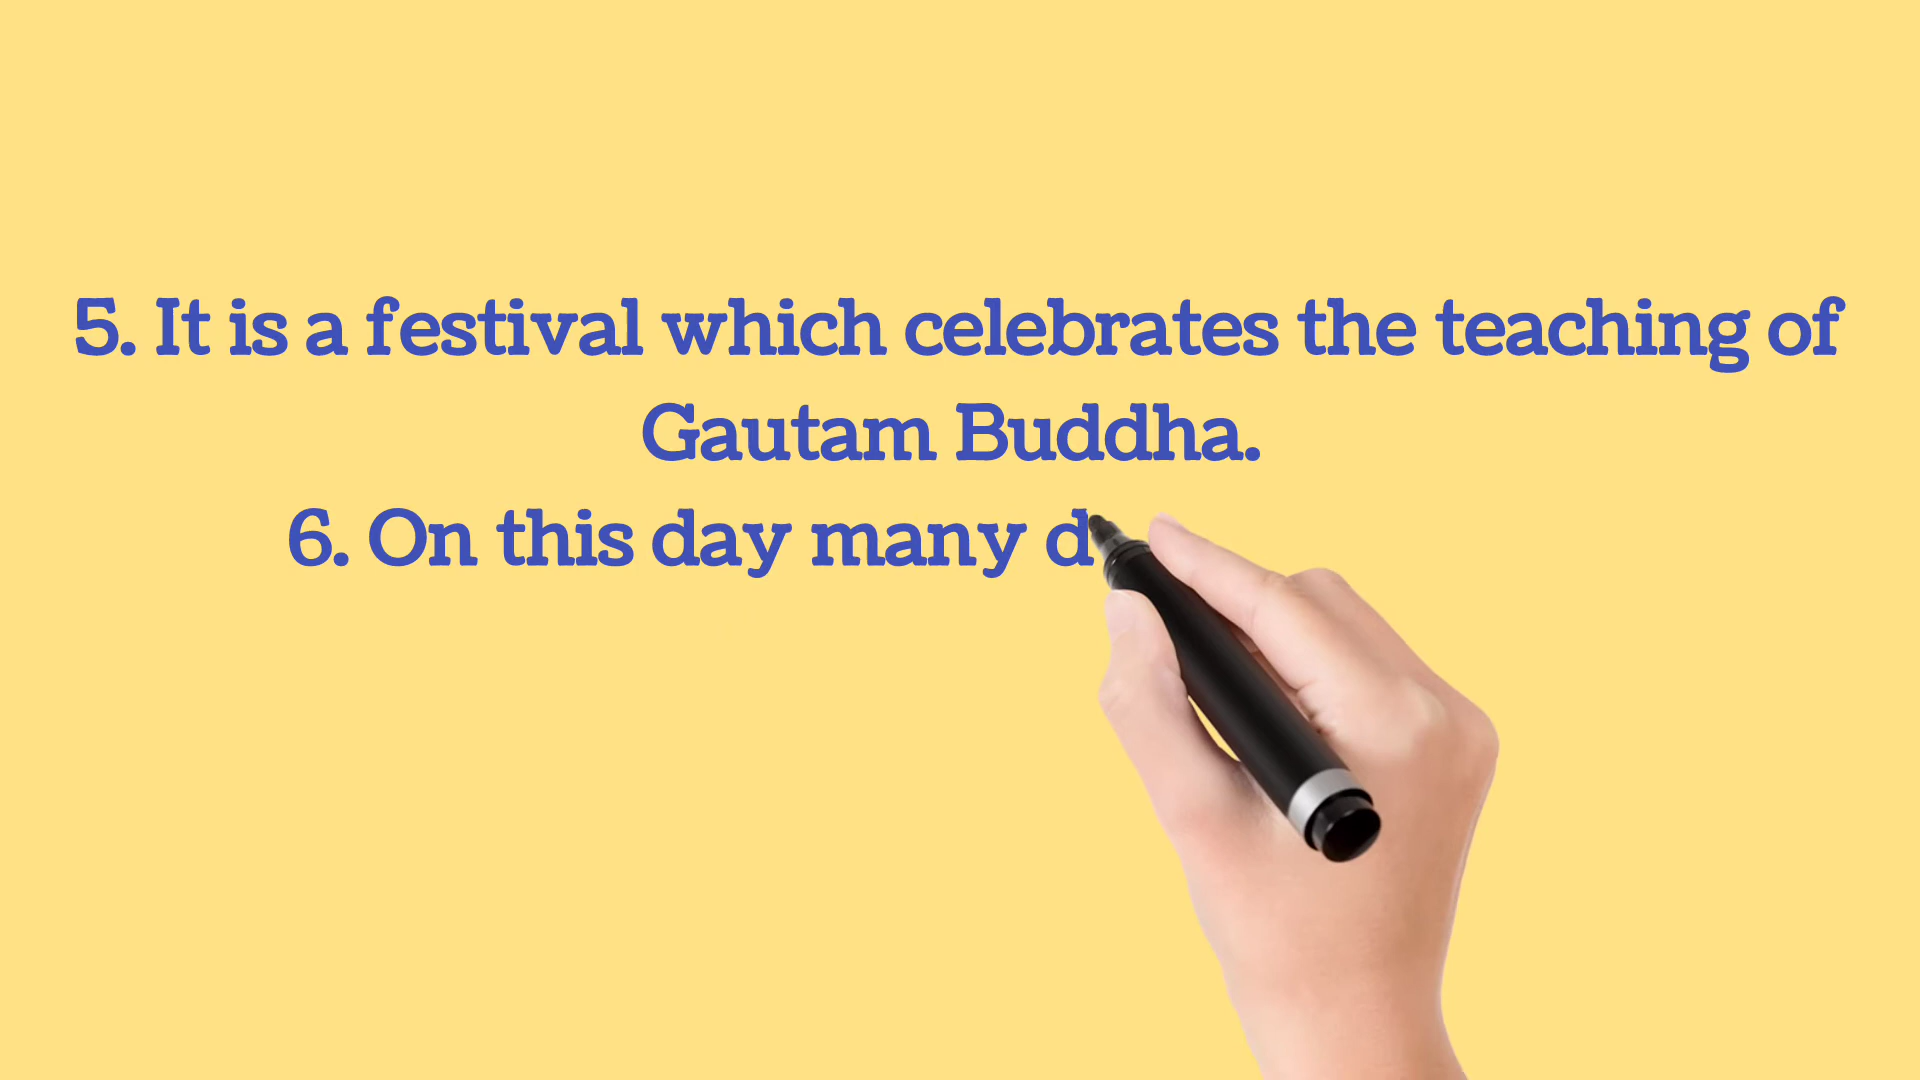 5. It is a festival which celebrates the teaching of
Gautam Buddha.
6. On this day many d